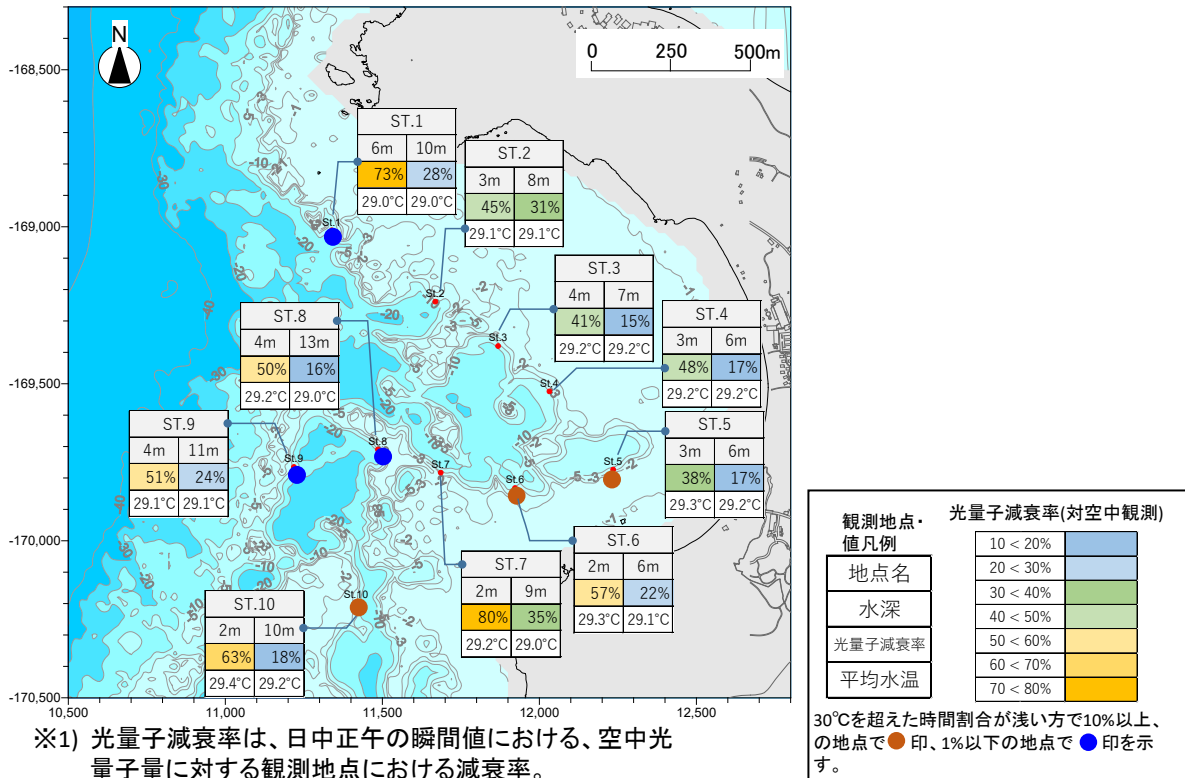 N
0 250 500m
-168,500
-169,000
-169,500
-170,000
-170,500
10,500 11,000 11,500 12,000 12,500
ST.1
6m 10m
73% 28%
29.0℃ 29.0℃
ST.2
3m 8m
45% 31%
29.1℃ 29.1℃
ST.3
4m 7m
41% 15%
29.2℃ 29.2℃
ST.4
3m 6m
48% 17%
29.2℃ 29.2℃
ST.8
4m 13m
50% 16%
29.2℃ 29.0℃
ST.9
4m 11m
51% 24%
29.1℃ 29.1℃
ST.5
3m 6m
38% 17%
29.3℃ 29.2℃
ST.6
2m 6m
57% 22%
29.3℃ 29.1℃
ST.7
2m 9m
80% 35%
29.2℃ 29.0℃
ST.10
2m 10m
63% 18%
29.4℃ 29.2℃
St.1
St.2
St.3
St.4
St.5
St.6
St.7
St.8
St.9
St.10
観測地点・
値凡例
地点名
水深
光量子減衰率
平均水温
光量子減衰率(対空中観測)
10 < 20%
20 < 30%
30 < 40%
40 < 50%
50 < 60%
60 < 70%
70 < 80%
30℃を超えた時間割合が浅い方で10%以上、
の地点で 印、1%以下の地点で 印を示
す。
※1) 光量子減衰率は、日中正午の瞬間値における、空中光
量子量に対する観測地点における減衰率。